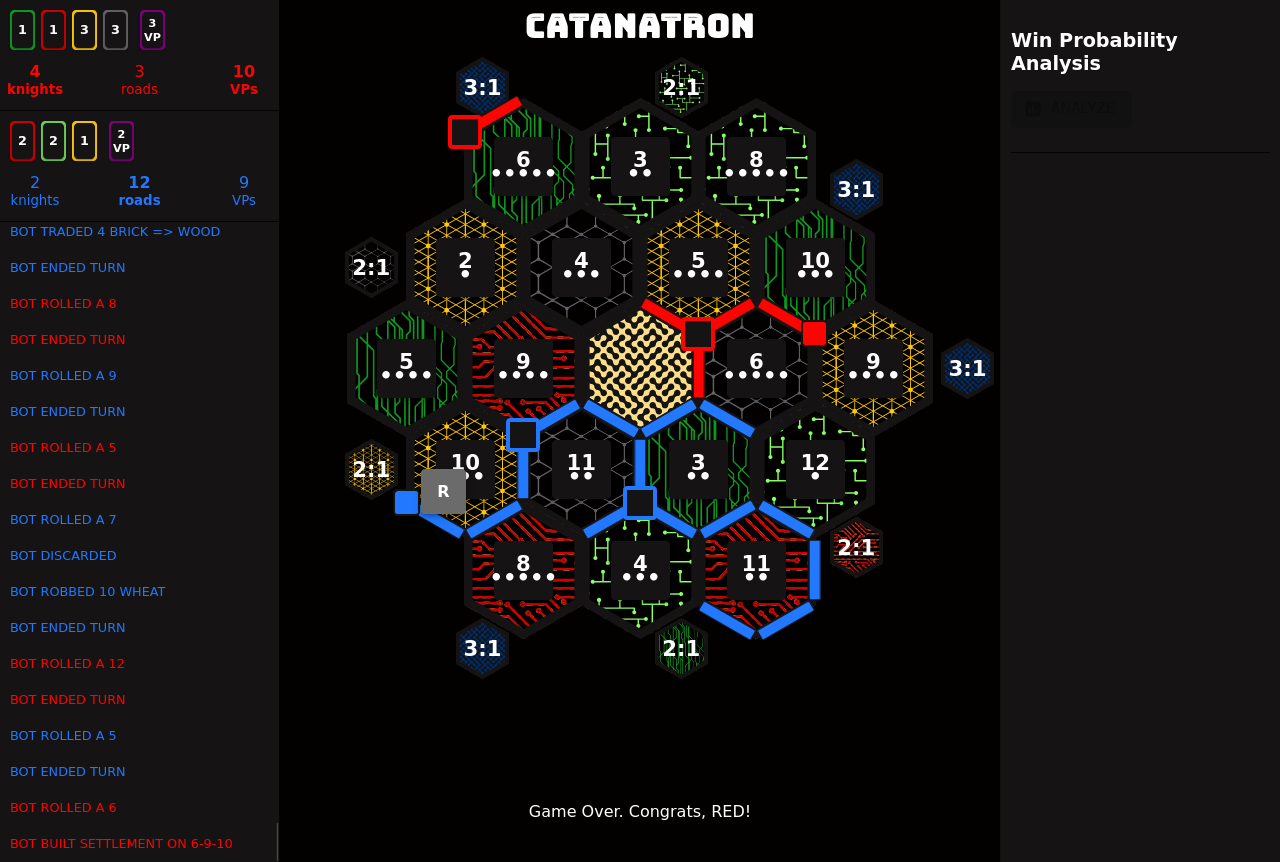 CATANATRON
1 1 3 3 3 VP
4 knights 3 roads 10 VPs
2 2 1 2 VP
2 knights 12 roads 9 VPs
BOT TRADED 4 BRICK => WOOD
BOT ENDED TURN
BOT ROLLED A 8
BOT ENDED TURN
BOT ROLLED A 9
BOT ENDED TURN
BOT ROLLED A 5
BOT ENDED TURN
BOT ROLLED A 7
BOT DISCARDED
BOT ROBBED 10 WHEAT
BOT ENDED TURN
BOT ROLLED A 12
BOT ENDED TURN
BOT ROLLED A 5
BOT ENDED TURN
BOT ROLLED A 6
BOT BUILT SETTLEMENT ON 6-9-10
3:1 2:1
6 3 8
3:1
2:1 2 4 5 10
5 9 6 9 3:1
2:1 10 11 3 12
R
8 4 11 2:1
3:1 2:1
Game Over. Congrats, RED!
Win Probability
Analysis
ANALYZE